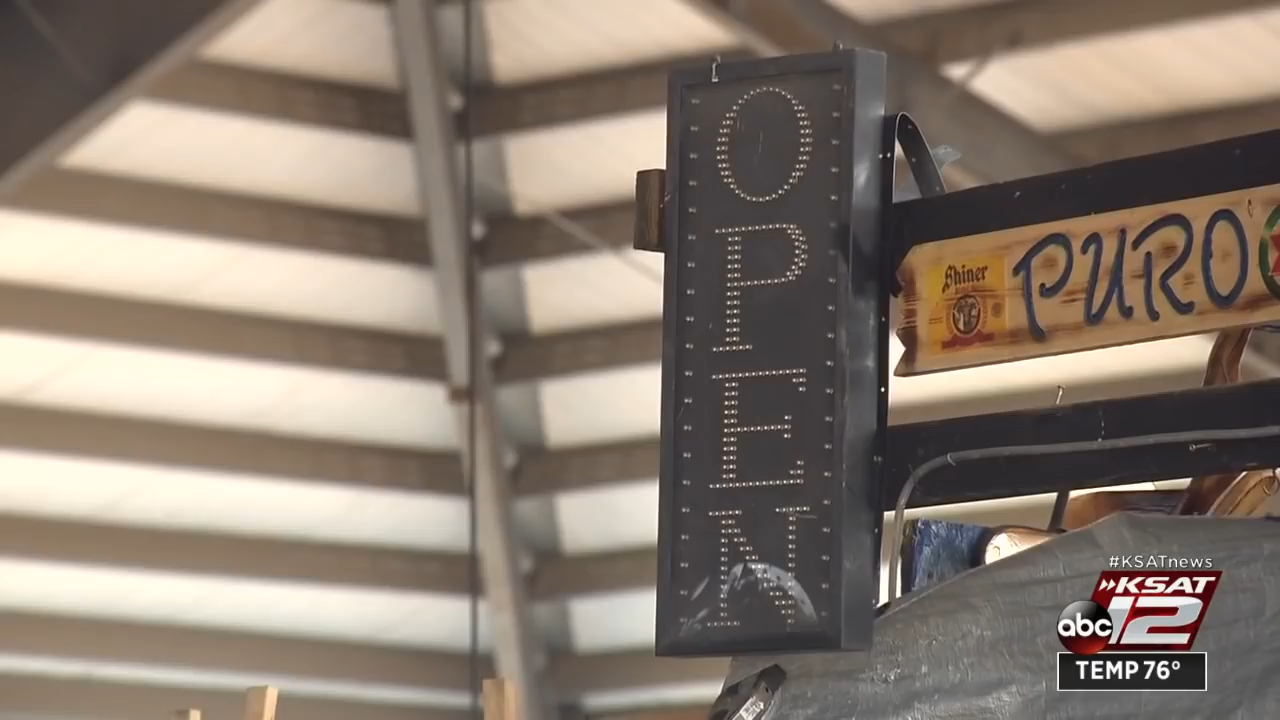 OPEN
Shiner
PURO
#KSATnews
KSAT
abc 12
TEMP 76°